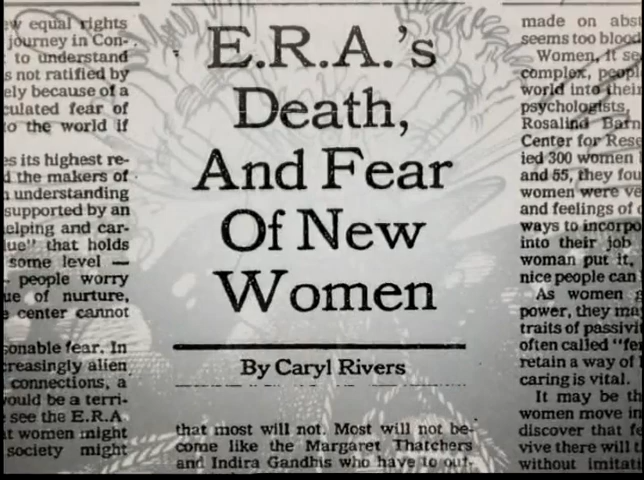 equal rights
journey in Con-
to understand
s not ratified by
ely because of a
culated fear of
to the world if
es its highest re-
d the makers of
understanding
supported by an
elping and car-
lue" that holds
some level —
people worry
ue of nurture,
center cannot
sonable fear. In
creasingly alien
connections, a
would be a terri-
see the E.R.A
at women might
society might
E.R.A.'s
Death,
And Fear
Of New
Women
By Caryl Rivers
that most will not. Most will not be-
come like the Margaret Thatchers
and Indira Gandhis who have to out-
made on abst
seems too blood
Women, it se
complex, peopl
world into their
psychologists,
Rosalind Barn
Center for Rese
ied 300 women
and 55, they fou
women were ve
and feelings of
ways to incorpo
into their job
woman put it,
nice people can
As women
power, they ma
traits of passivit
often called "fe
retain a way of
caring is vital.
It may be th
women move in
discover that fe
vive there will
without imitati